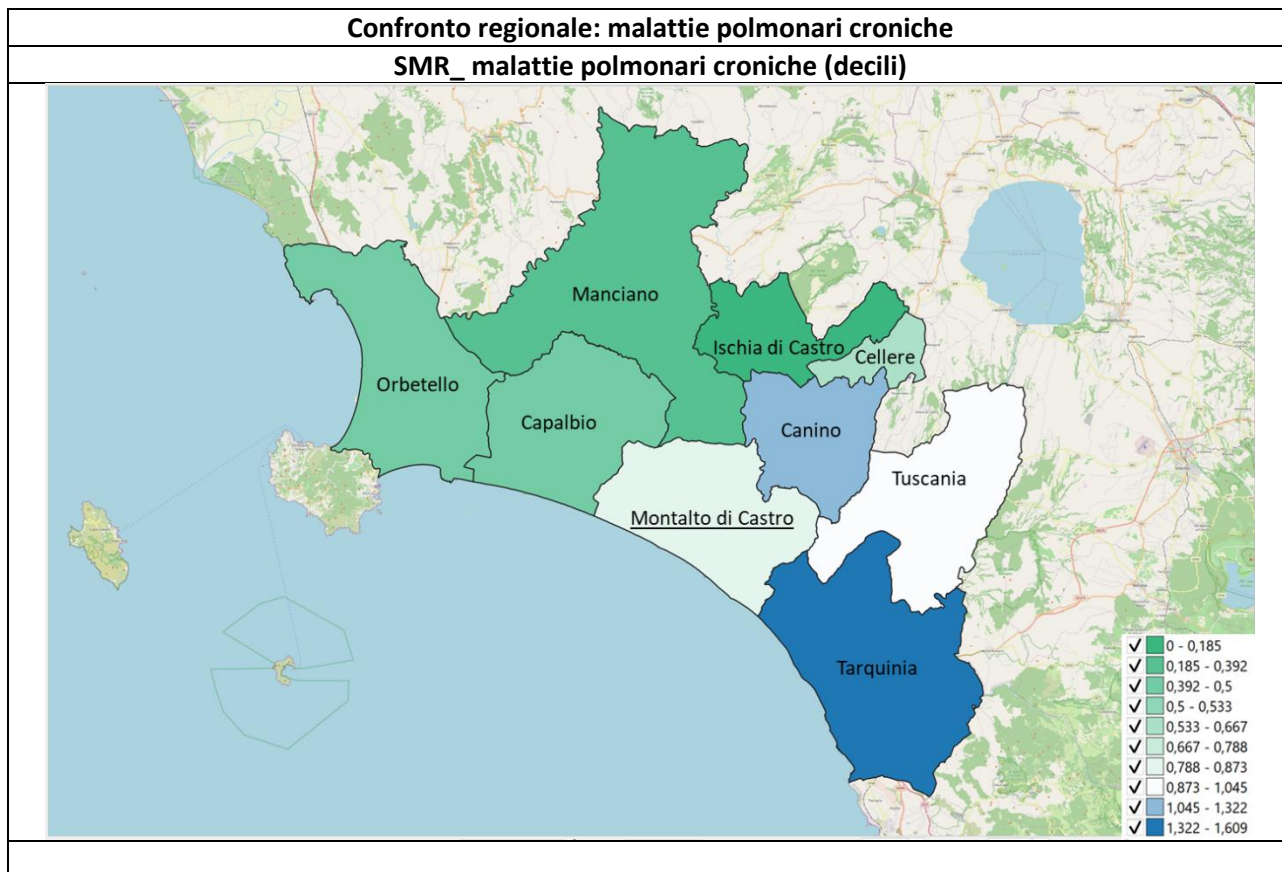 Confronto regionale: malattie polmonari croniche
SMR_ malattie polmonari croniche (decili)
Manciano
Ischia di Castro
Cellere
Orbetello
Capalbio
Canino
Tuscania
Montalto di Castro
Tarquinia
0 - 0,185
0,185 - 0,392
0,392 - 0,5
0,5 - 0,533
0,533 - 0,667
0,667 - 0,788
0,788 - 0,873
0,873 - 1,045
1,045 - 1,322
1,322 - 1,609